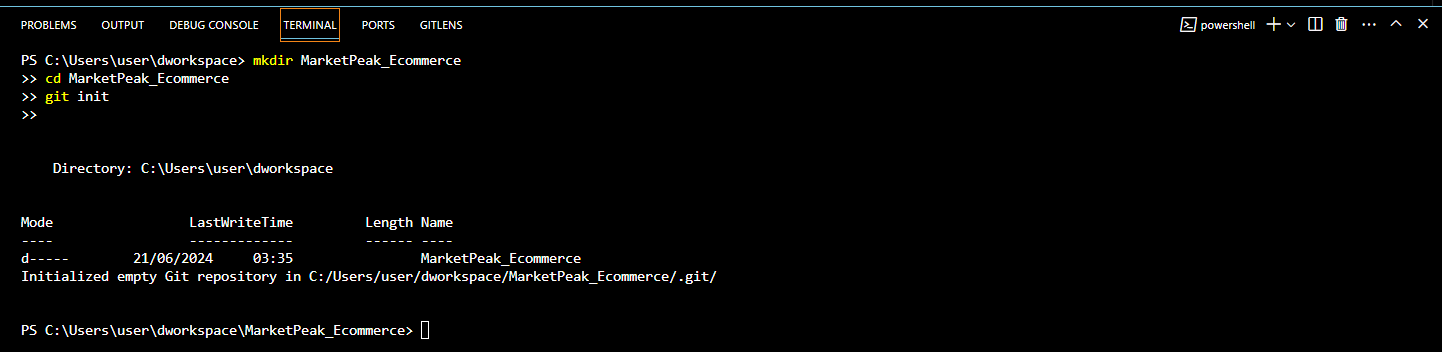 PROBLEMS OUTPUT DEBUG CONSOLE TERMINAL PORTS GITLENS powershell
PS C:\Users\user\dworkspace> mkdir MarketPeak_Ecommerce
>> cd MarketPeak_Ecommerce
>> git init
>>
Directory: C:\Users\user\dworkspace
Mode LastWriteTime Length Name
---- ------------- ------ ----
d----- 21/06/2024 03:35 MarketPeak_Ecommerce
Initialized empty Git repository in C:/Users/user/dworkspace/MarketPeak_Ecommerce/.git/
PS C:\Users\user\dworkspace\MarketPeak_Ecommerce>